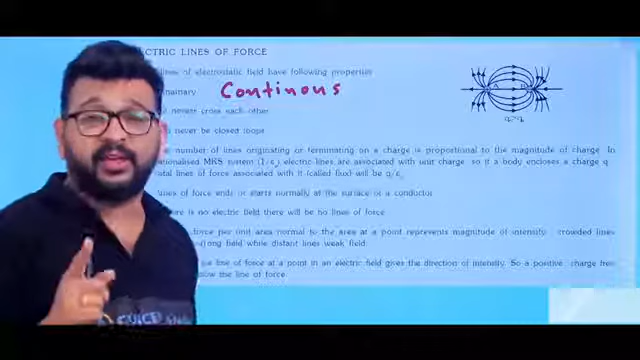 CTRIC LINES OF FORCE
lines of electrostatic field have following properties
Continous
never cross each other
never be closed loops
number of lines originating or terminating on a charge is proportional to the magnitude of charge. In
rationalised MKS system (1/ε₀) electric lines are associated with unit charge. so if a body encloses a charge q
total lines of force associated with it (called flux) will be q/ε₀
lines of force ends or starts normally at the surface of a conductor
there is no electric field there will be no lines of force
force per unit area normal to the area at a point represents magnitude of intensity. crowded lines
strong field while distant lines weak field
line of force at a point in an electric field gives the direction of intensity. So a positive charge free
the line of force.
A
B